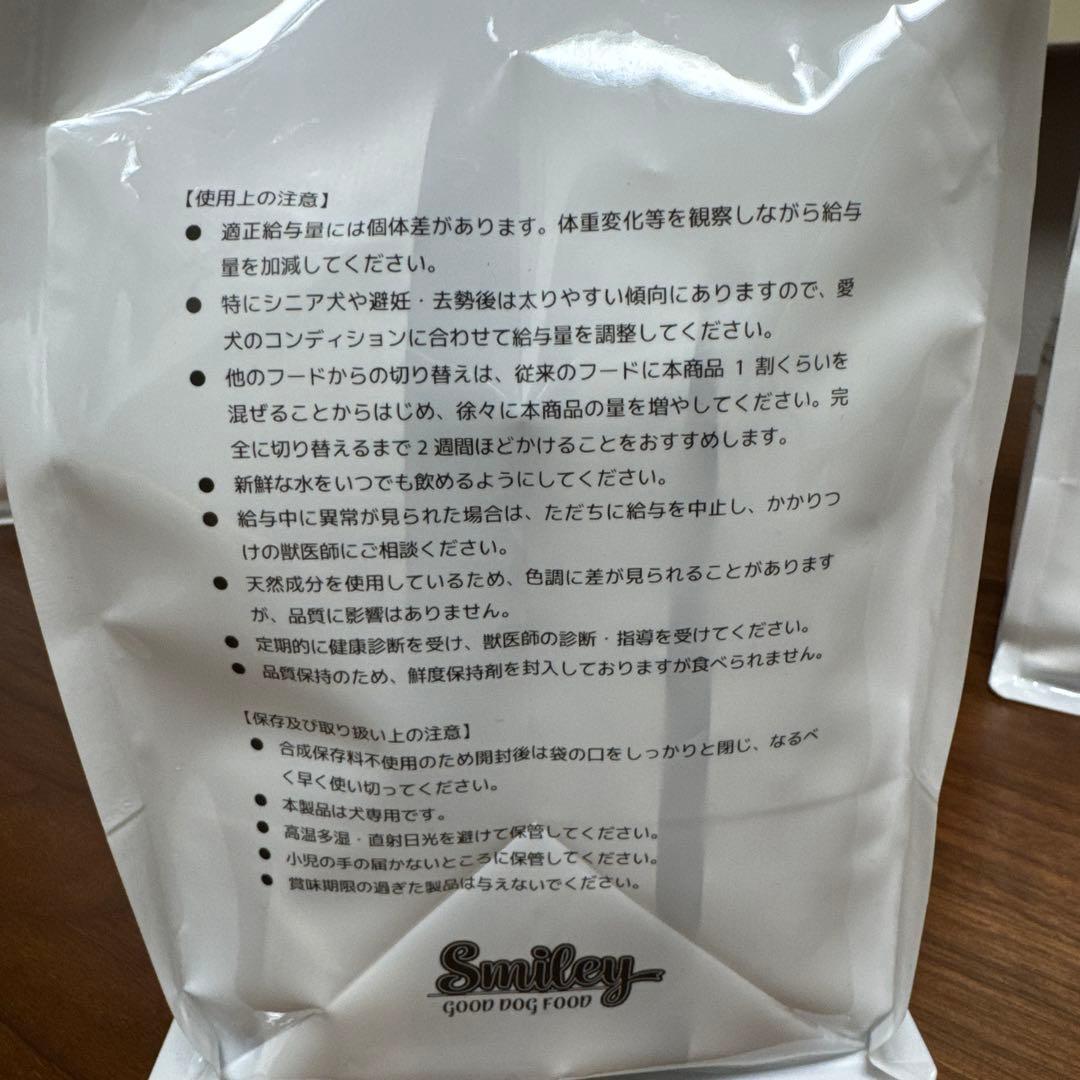 【使用上の注意】
● 適正給与量には個体差があります。体重変化等を観察しながら給与
量を加減してください。
● 特にシニア犬や避妊・去勢後は太りやすい傾向にありますので、愛
犬のコンディションに合わせて給与量を調整してください。
● 他のフードからの切り替えは、従来のフードに本商品 1 割くらいを
混ぜることからはじめ、徐々に本商品の量を増やしてください。完
全に切り替えるまで 2 週間ほどかけることをおすすめします。
● 新鮮な水をいつでも飲めるようにしてください。
● 給与中に異常が見られた場合は、ただちに給与を中止し、かかりつ
けの獣医師にご相談ください。
● 天然成分を使用しているため、色調に差が見られることがあります
が、品質に影響はありません。
● 定期的に健康診断を受け、獣医師の診断・指導を受けてください。
● 品質保持のため、鮮度保持剤を封入しておりますが食べられません。
【保存及び取り扱い上の注意】
● 合成保存料不使用のため開封後は袋の口をしっかりと閉じ、なるべ
く早く使い切ってください。
● 本製品は犬専用です。
● 高温多湿・直射日光を避けて保管してください。
● 小児の手の届かないところに保管してください。
● 賞味期限の過ぎた製品は与えないでください。
Smiley
GOOD DOG FOOD